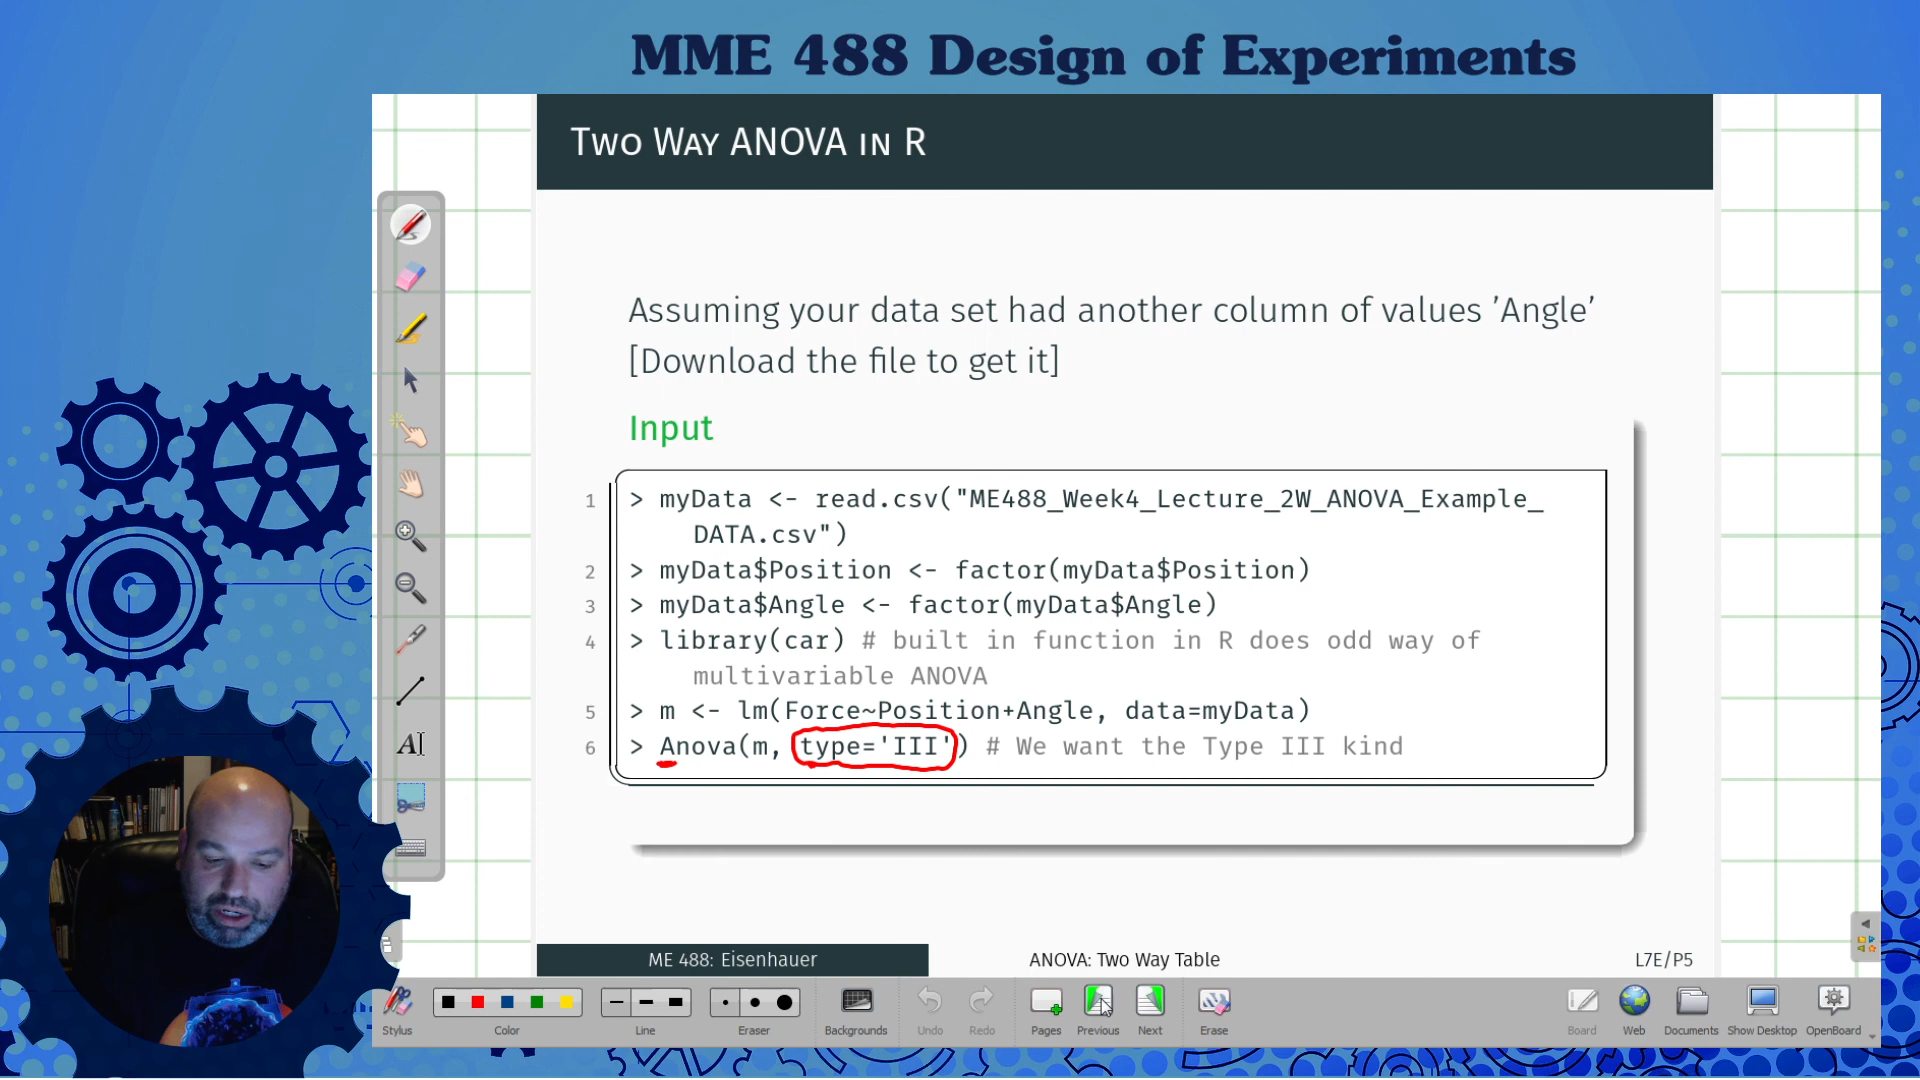 MME 488 Design of Experiments
Two Way ANOVA in R
Assuming your data set had another column of values ’Angle’
[Download the file to get it]
Input
1 > myData <- read.csv("ME488_Week4_Lecture_2W_ANOVA_Example_
DATA.csv")
2 > myData$Position <- factor(myData$Position)
3 > myData$Angle <- factor(myData$Angle)
4 > library(car) # built in function in R does odd way of
multivariable ANOVA
5 > m <- lm(Force~Position+Angle, data=myData)
6 > Anova(m, type='III') # We want the Type III kind
ME 488: Eisenhauer
ANOVA: Two Way Table
L7E/P5
Stylus
Color
Line
Eraser
Backgrounds
Undo
Redo
Pages
Previous
Next
Erase
Board
Web
Documents
Show Desktop
OpenBoard